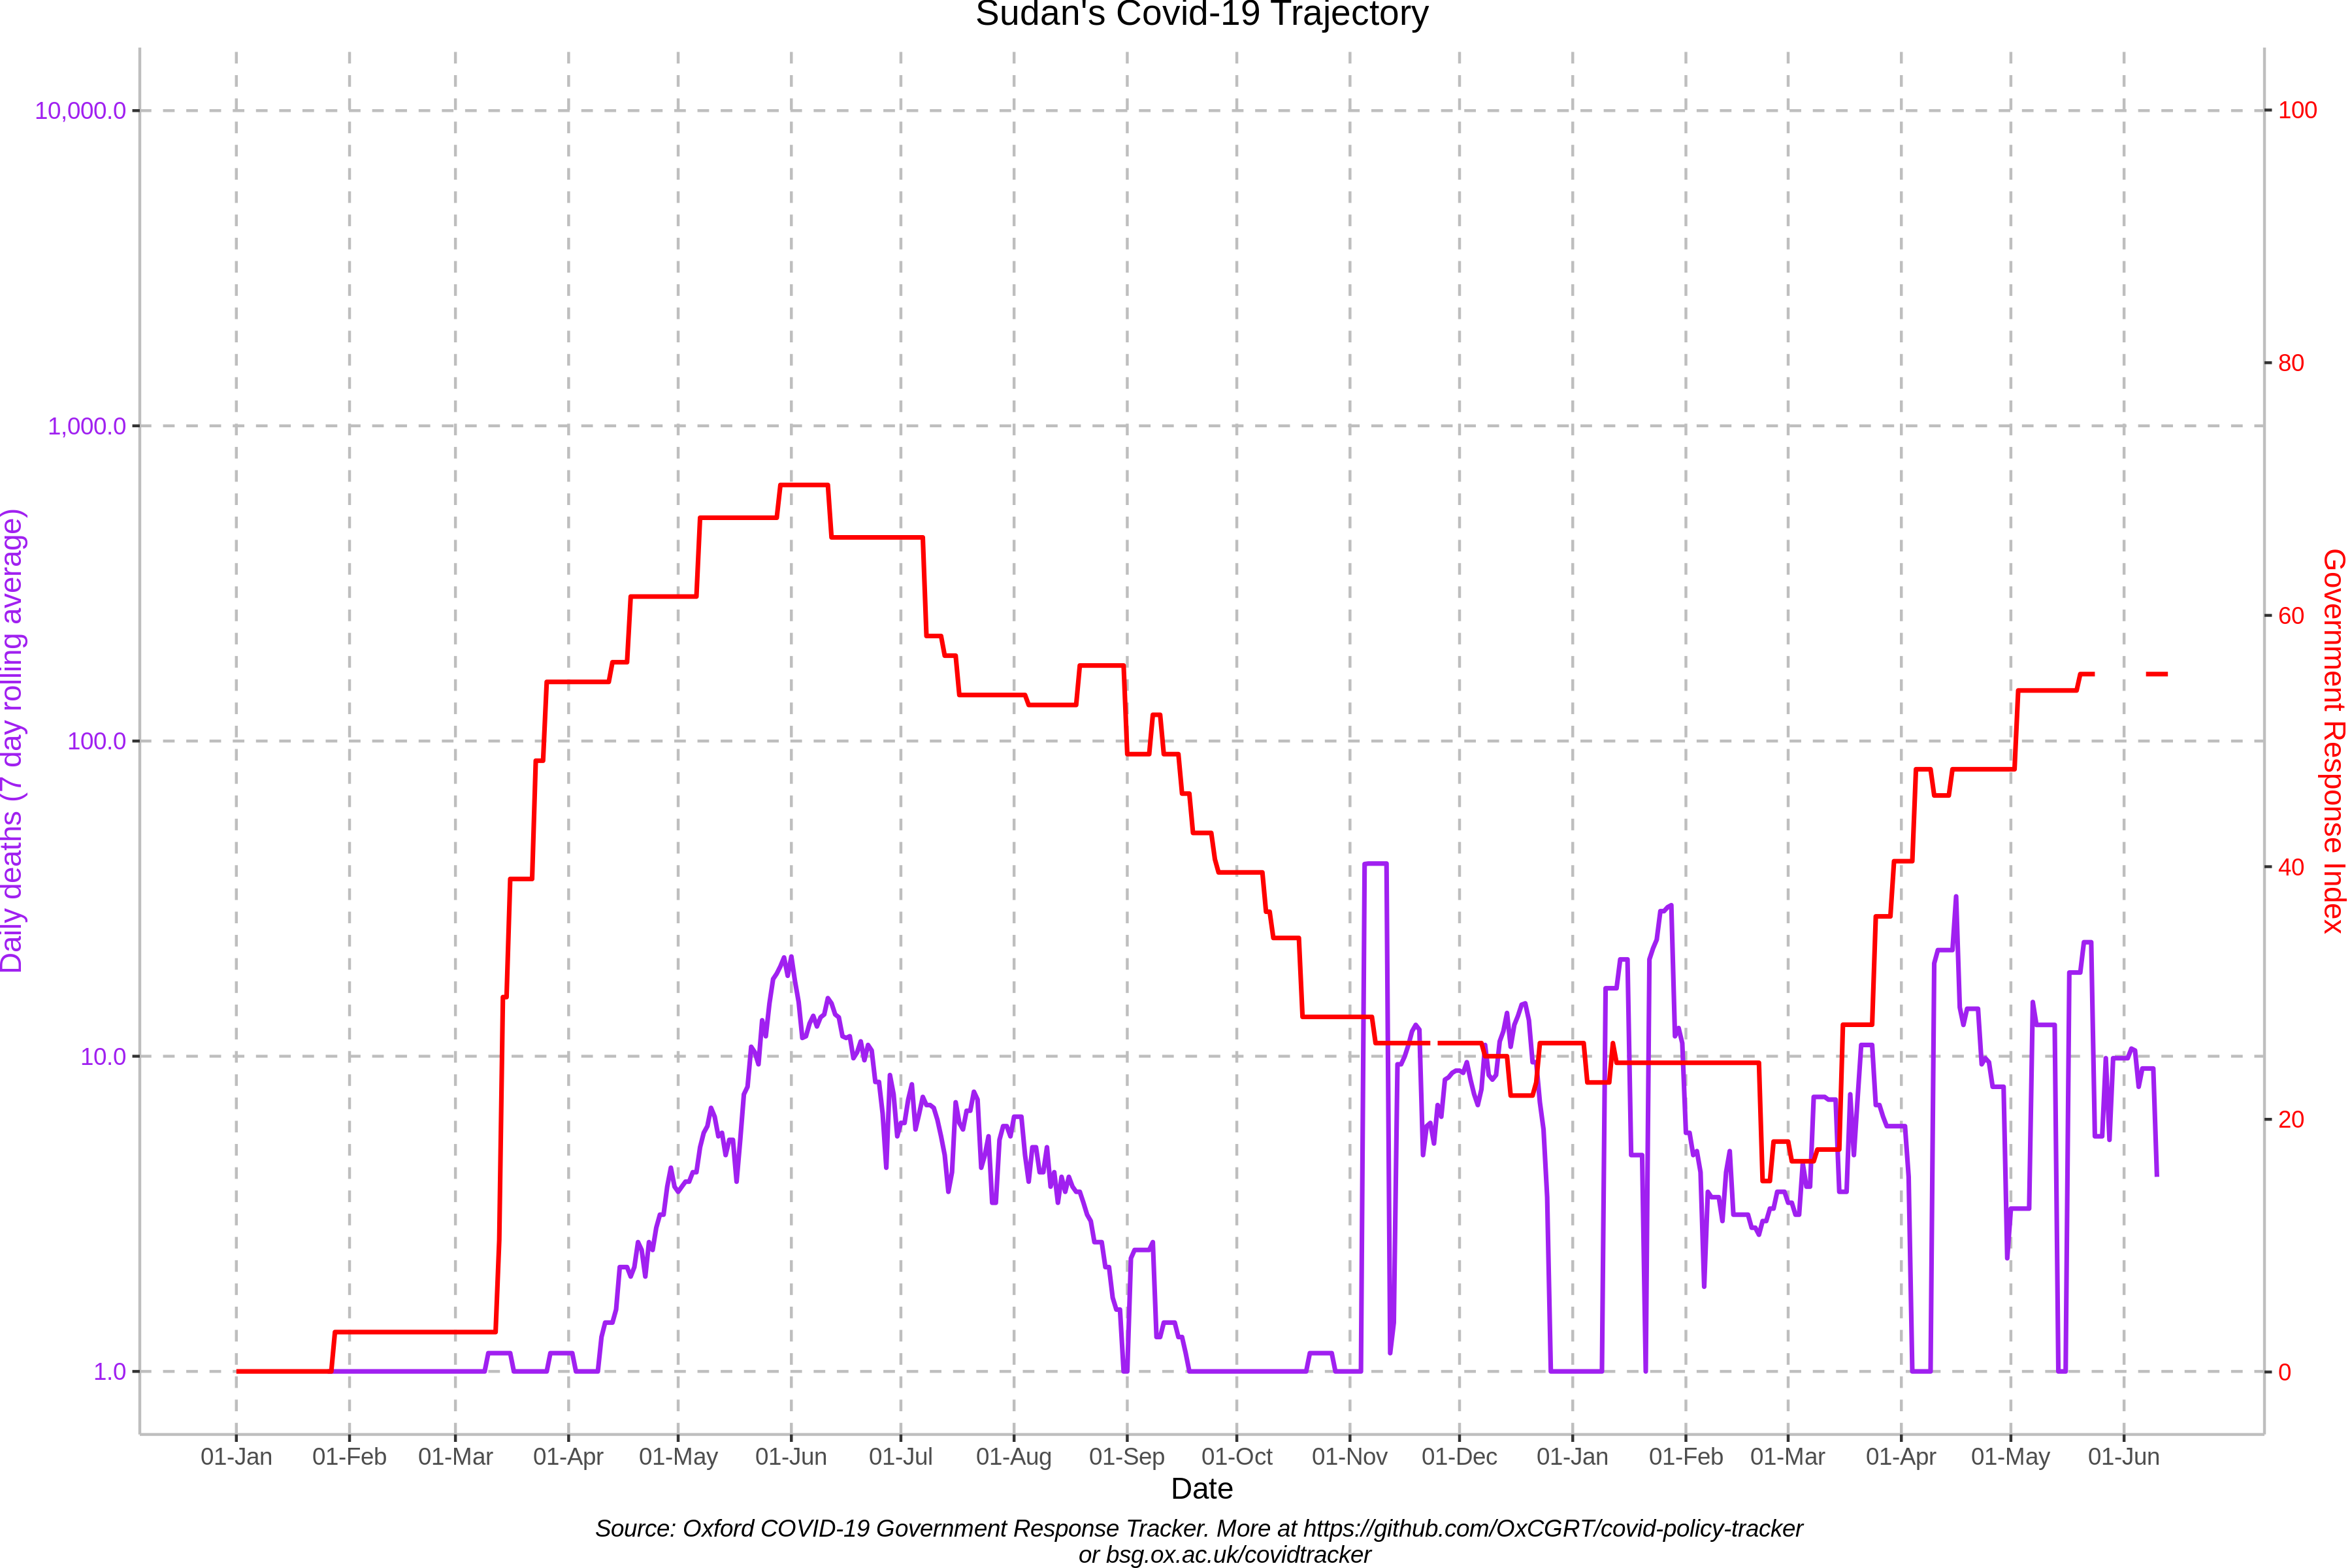 Sudan's Covid-19 Trajectory
10,000.0
1,000.0
100.0
10.0
1.0
Daily deaths (7 day rolling average)
100
80
60
40
20
0
Government Response Index
01-Jan 01-Feb 01-Mar 01-Apr 01-May 01-Jun 01-Jul 01-Aug 01-Sep 01-Oct 01-Nov 01-Dec 01-Jan 01-Feb 01-Mar 01-Apr 01-May 01-Jun
Date
Source: Oxford COVID-19 Government Response Tracker. More at https://github.com/OxCGRT/covid-policy-tracker
or bsg.ox.ac.uk/covidtracker